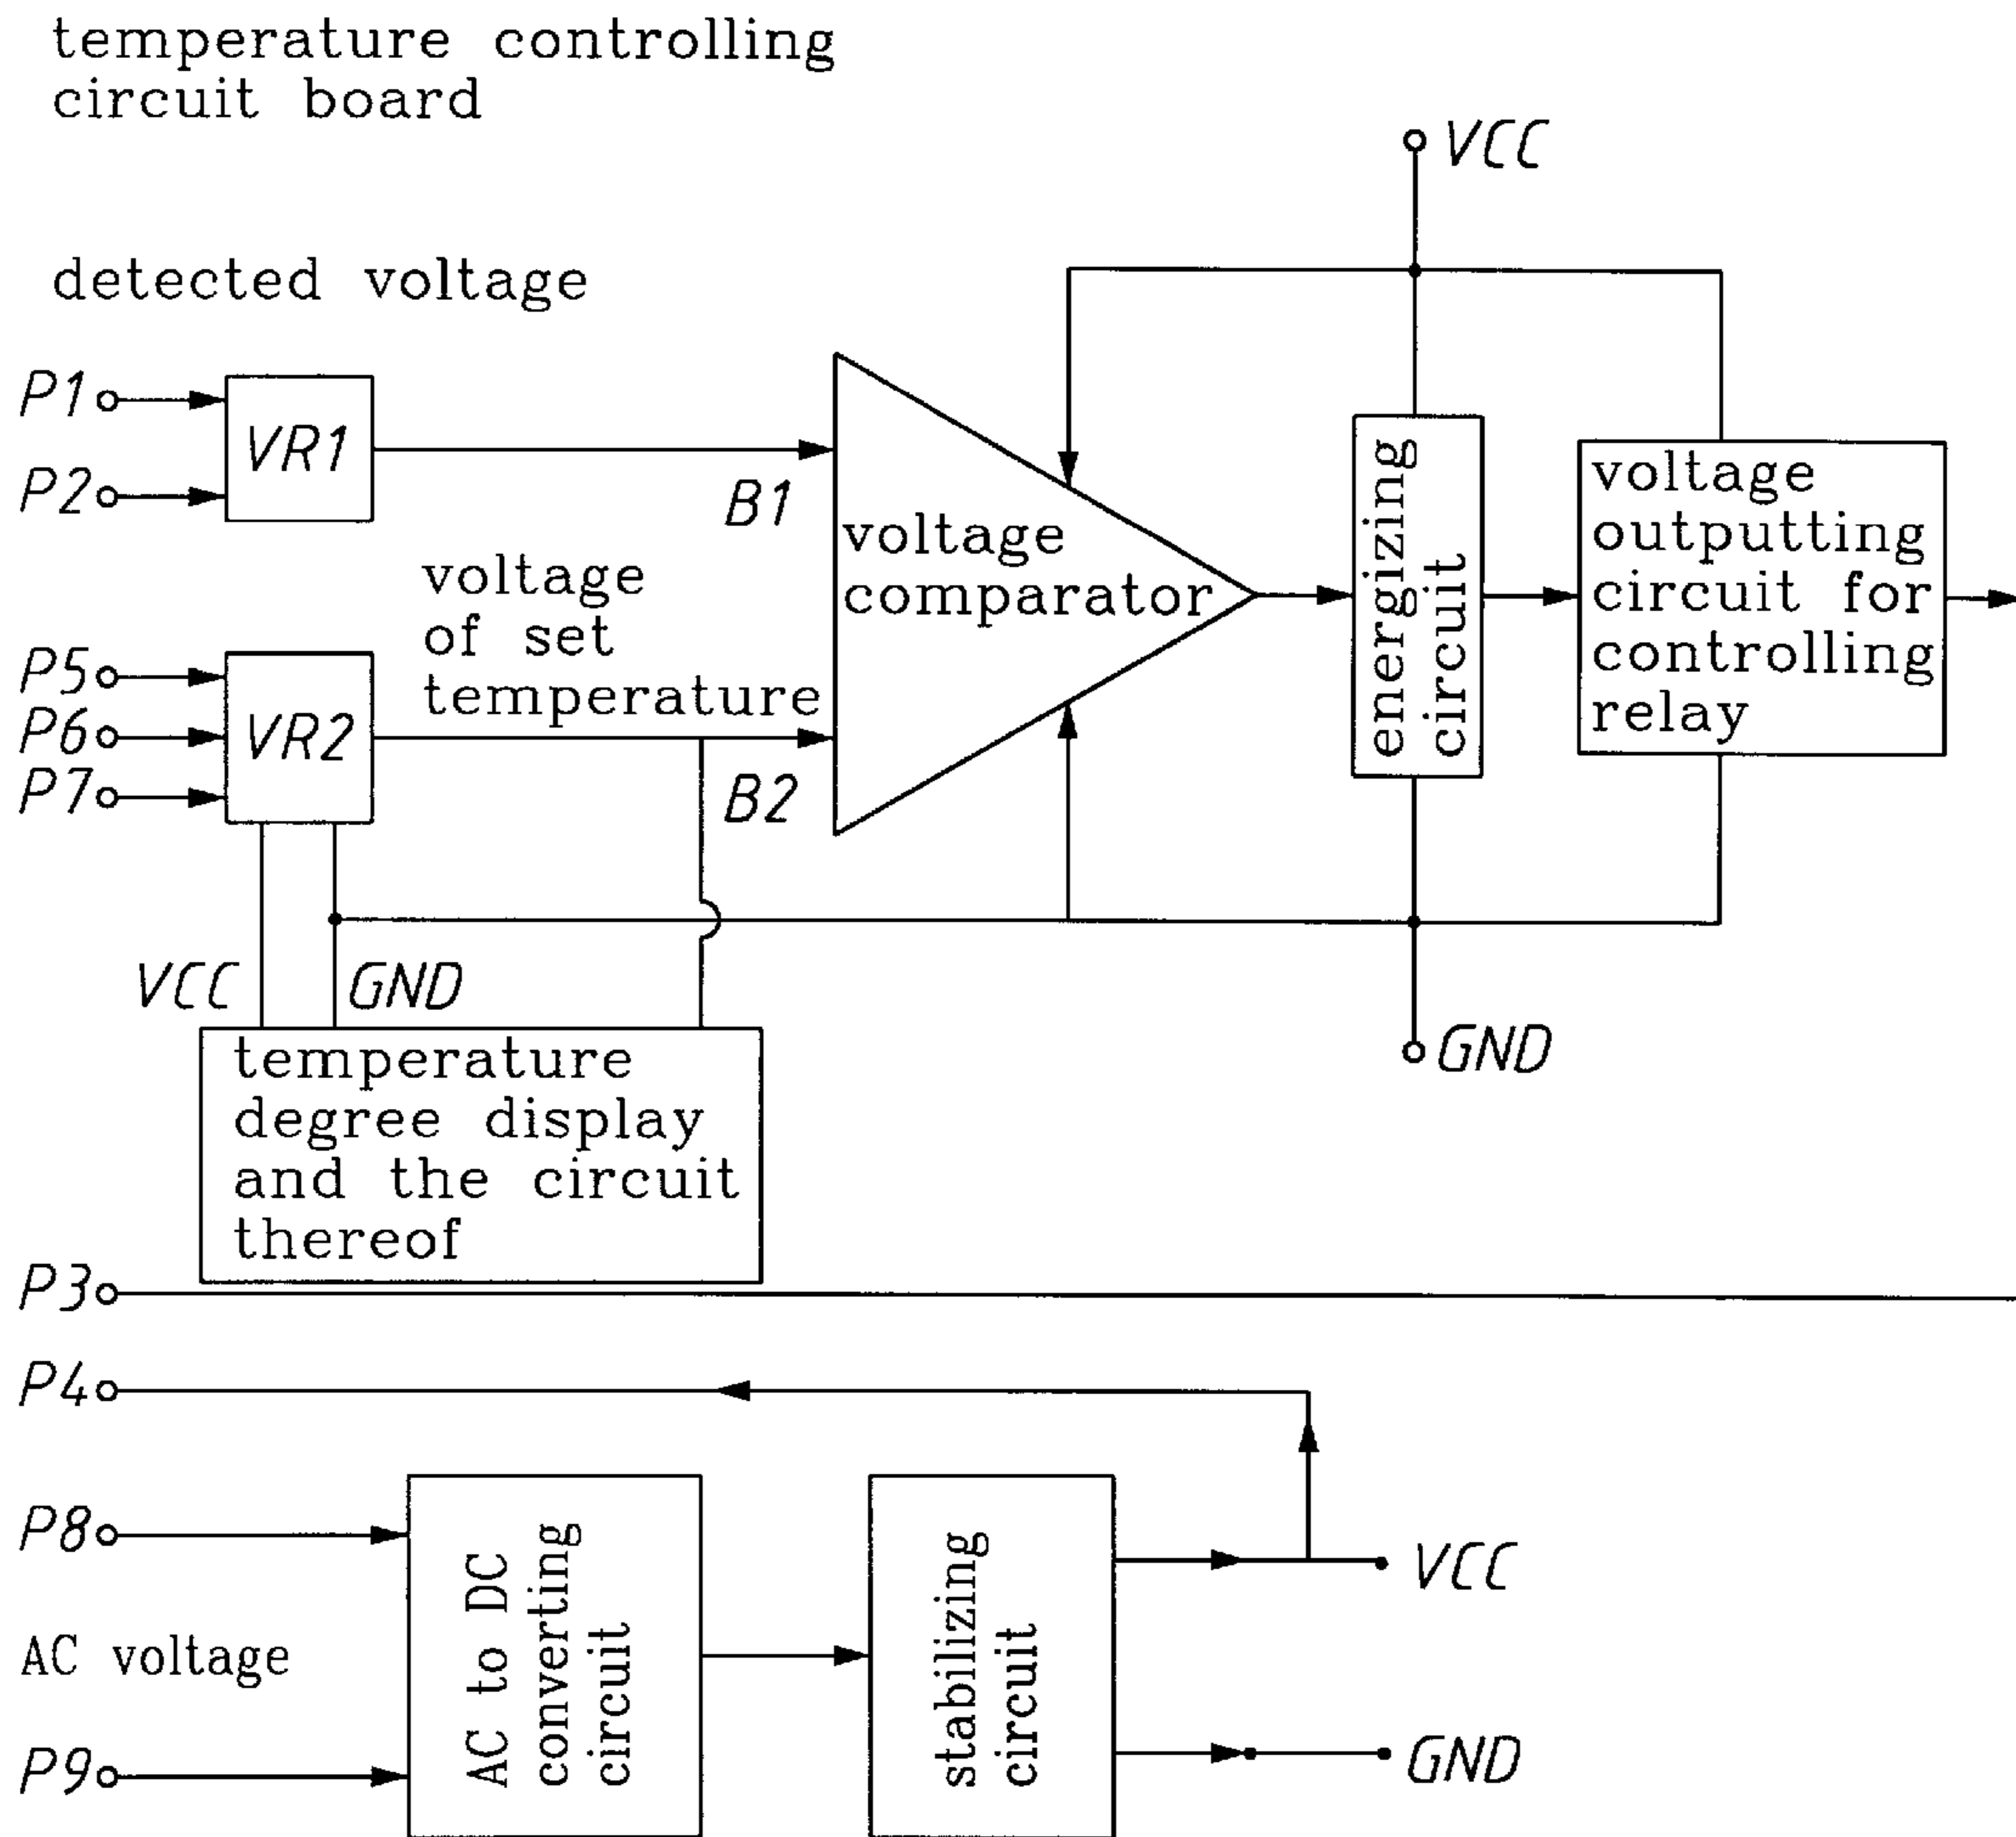 temperature controlling
circuit board
VCC
detected voltage
P1
VR1
P2
B1
voltage
comparator
energizing
circuit
voltage
outputting
circuit for
controlling
relay
voltage
of set
temperature
P5
P6
VR2
P7
B2
VCC
GND
GND
temperature
degree display
and the circuit
thereof
P3
P4
P8
AC to DC
converting
circuit
stabilizing
circuit
VCC
AC voltage
P9
GND